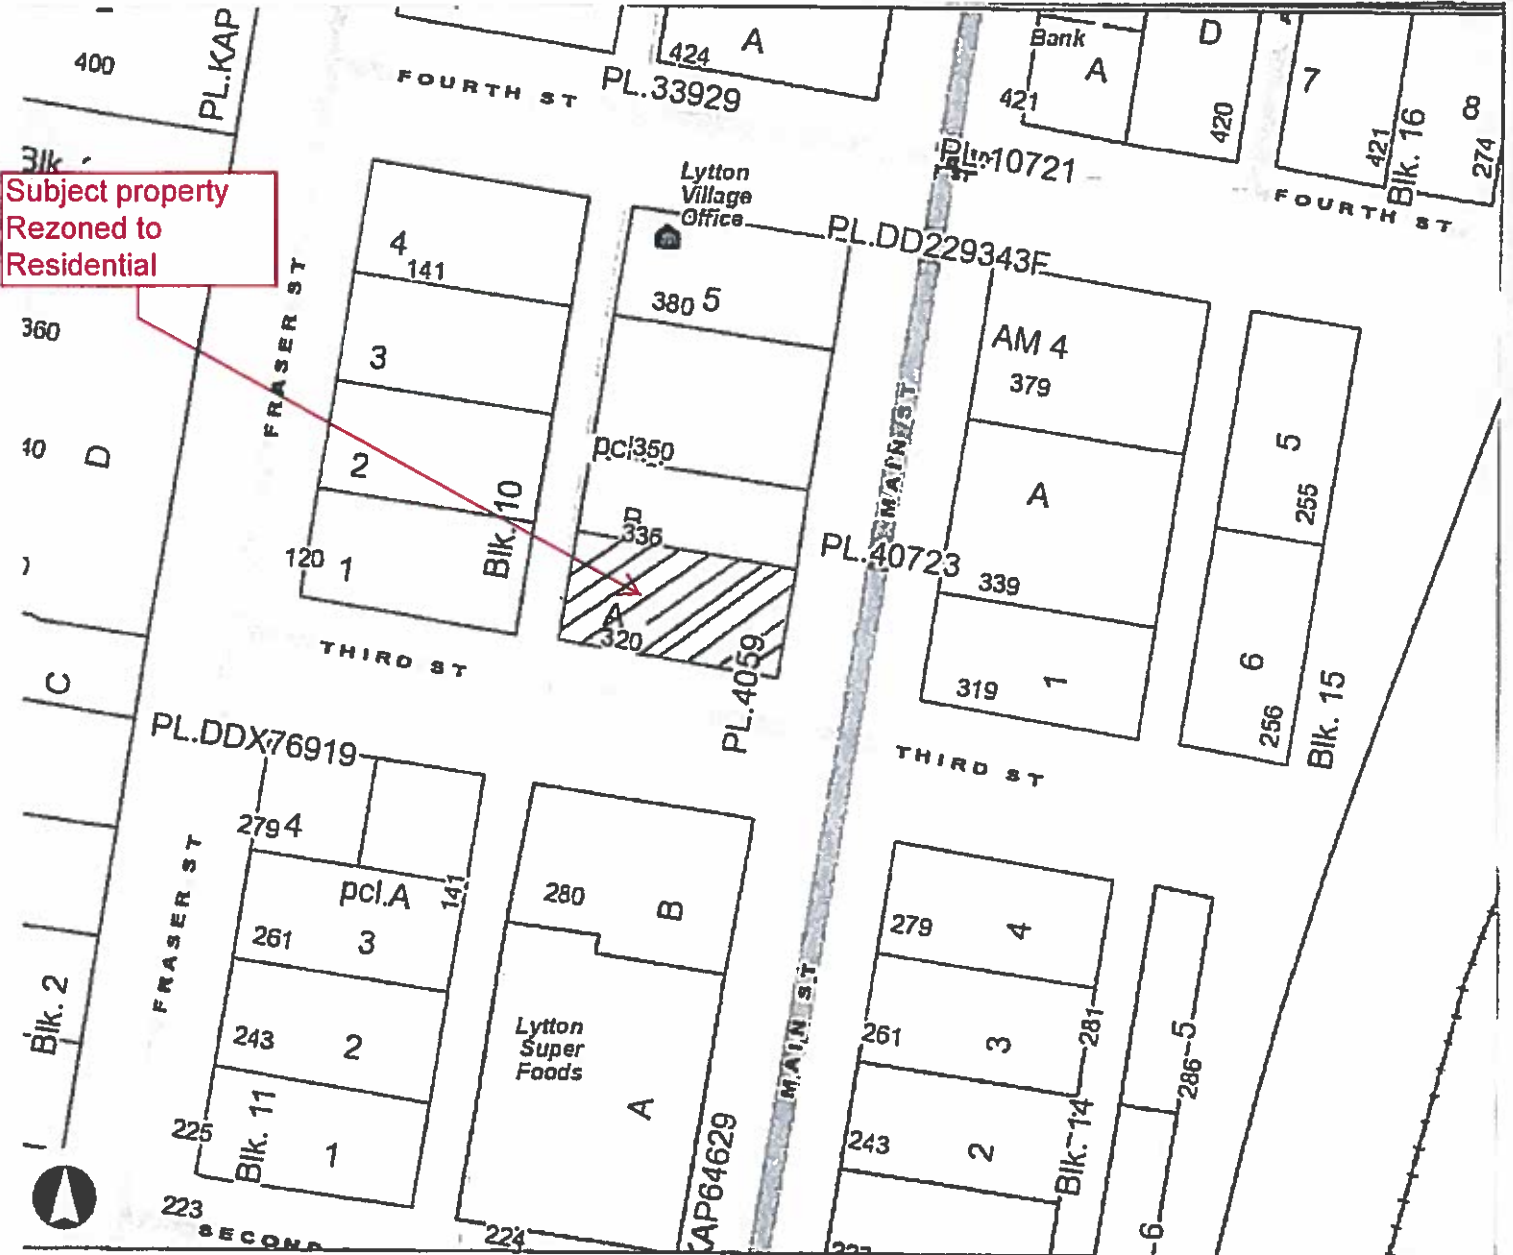 400
PL.KAP
FOURTH ST
424
A
PL.33929
Bank
A
421
D
420
7
421
Blk. 16
8
274
FOURTH ST
PL.10721
Blk
Subject property
Rezoned to
Residential
Lytton
Village
Office
PL.DD229343F
4
141
380 5
360
FRASER ST
3
AM 4
379
MAIN ST
5
255
40
D
2
Blk. 10
pcl350
A
336
PL.40723
339
120
1
A
320
PL.4059
THIRD ST
319
1
6
256
Blk. 15
C
PL.DDX76919
THIRD ST
279 4
FRASER ST
pcl.A
141
280
B
261
3
279
4
Blk. 2
243
2
Lytton
Super
Foods
A
MAIN ST
261
3
281
5
286
225
Blk. 11
1
KAP64629
243
2
Blk. 14
223
SECOND
224
6